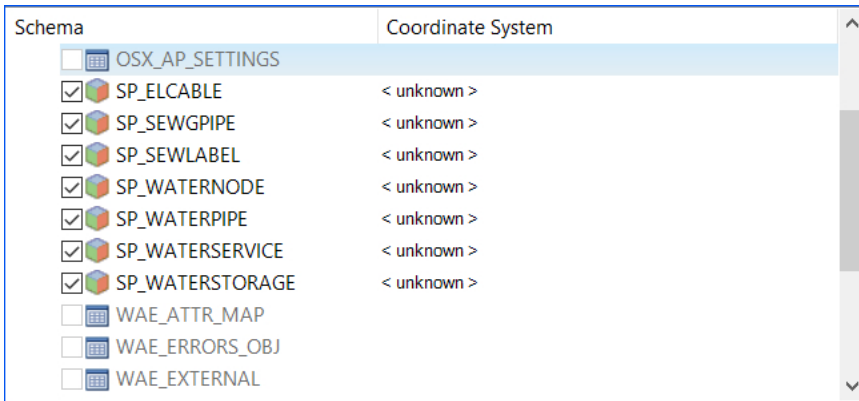 Schema Coordinate System
OSX_AP_SETTINGS
SP_ELCABLE < unknown >
SP_SEWGPIPE < unknown >
SP_SEWLABEL < unknown >
SP_WATERNODE < unknown >
SP_WATERPIPE < unknown >
SP_WATERSERVICE < unknown >
SP_WATERSTORAGE < unknown >
WAE_ATTR_MAP
WAE_ERRORS_OBJ
WAE_EXTERNAL